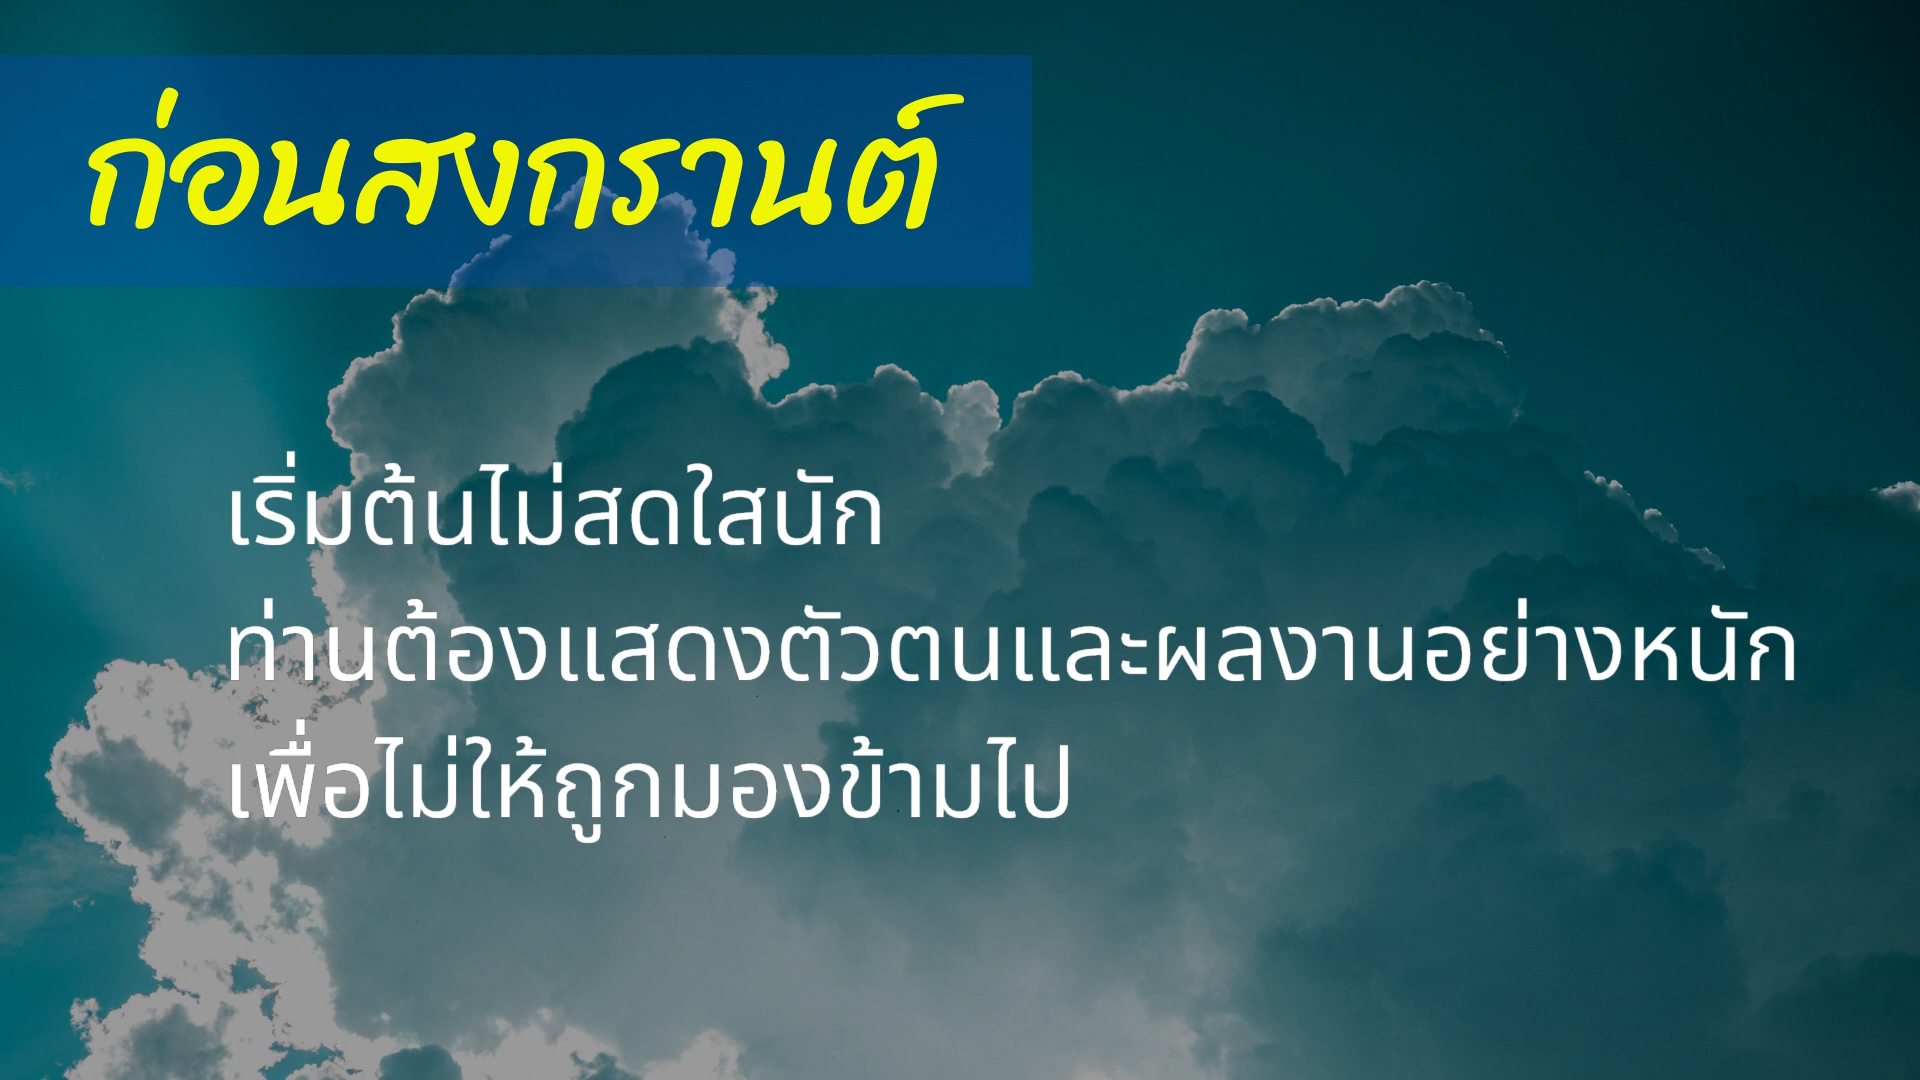 ก่อนสงกรานต์
เริ่มต้นไม่สดใสนัก
ท่านต้องแสดงตัวตนและผลงานอย่างหนัก
เพื่อไม่ให้ถูกมองข้ามไป